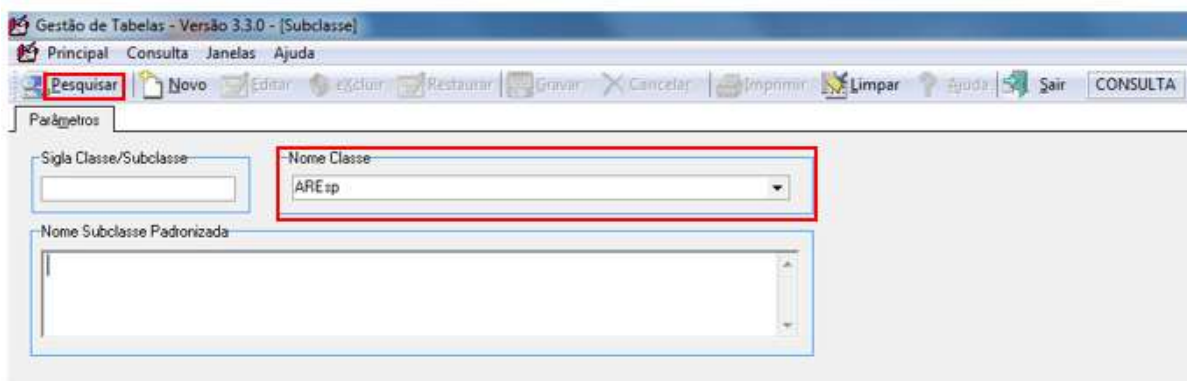 Gestão de Tabelas - Versão 3.3.0 - [Subclasse]
Principal Consulta Janelas Ajuda
Pesquisar Novo Editar eXcluir Restaurar Gravar Cancelar Imprimir Limpar Ajuda Sair CONSULTA
Parâmetros
Sigla Classe/Subclasse Nome Classe
AREsp
Nome Subclasse Padronizada